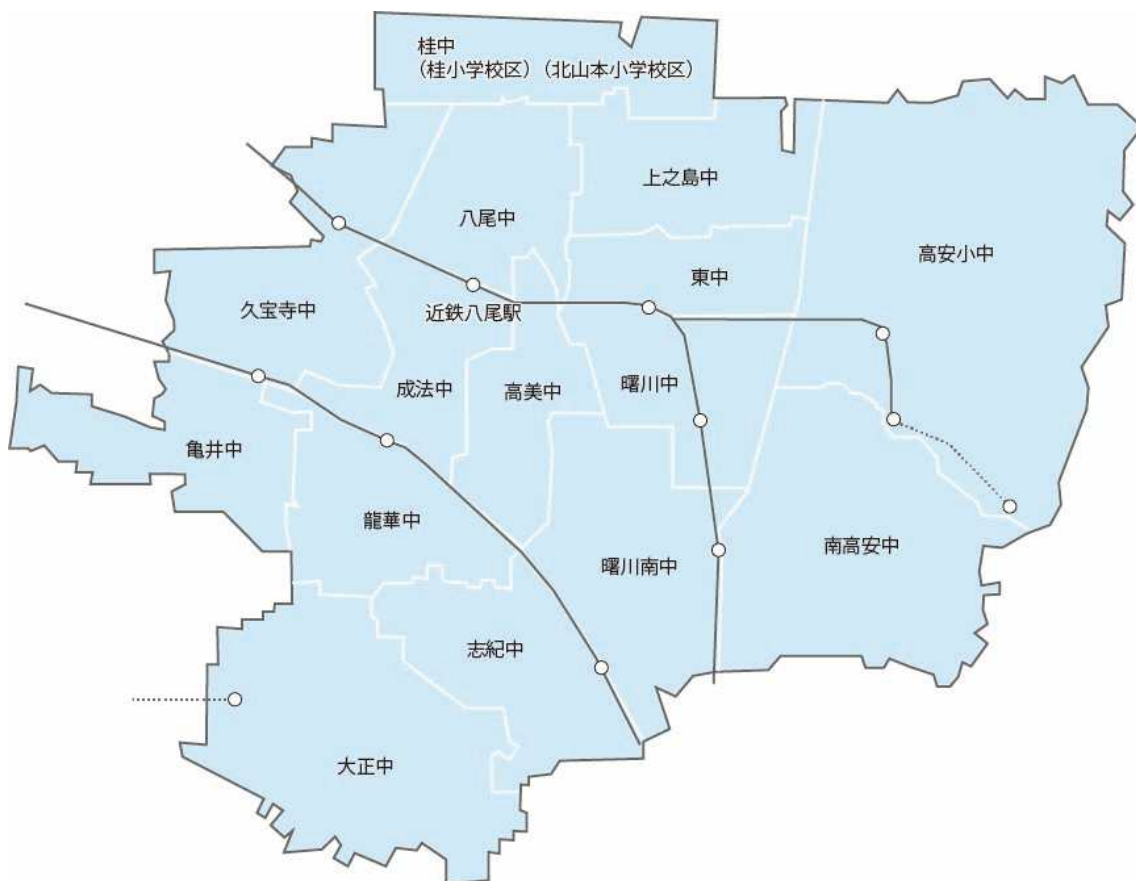 桂中
（桂小学校区）（北山本小学校区）
上之島中
八尾中
高安小中
東中
久宝寺中
近鉄八尾駅
成法中
高美中
曙川中
亀井中
龍華中
南高安中
曙川南中
志紀中
大正中